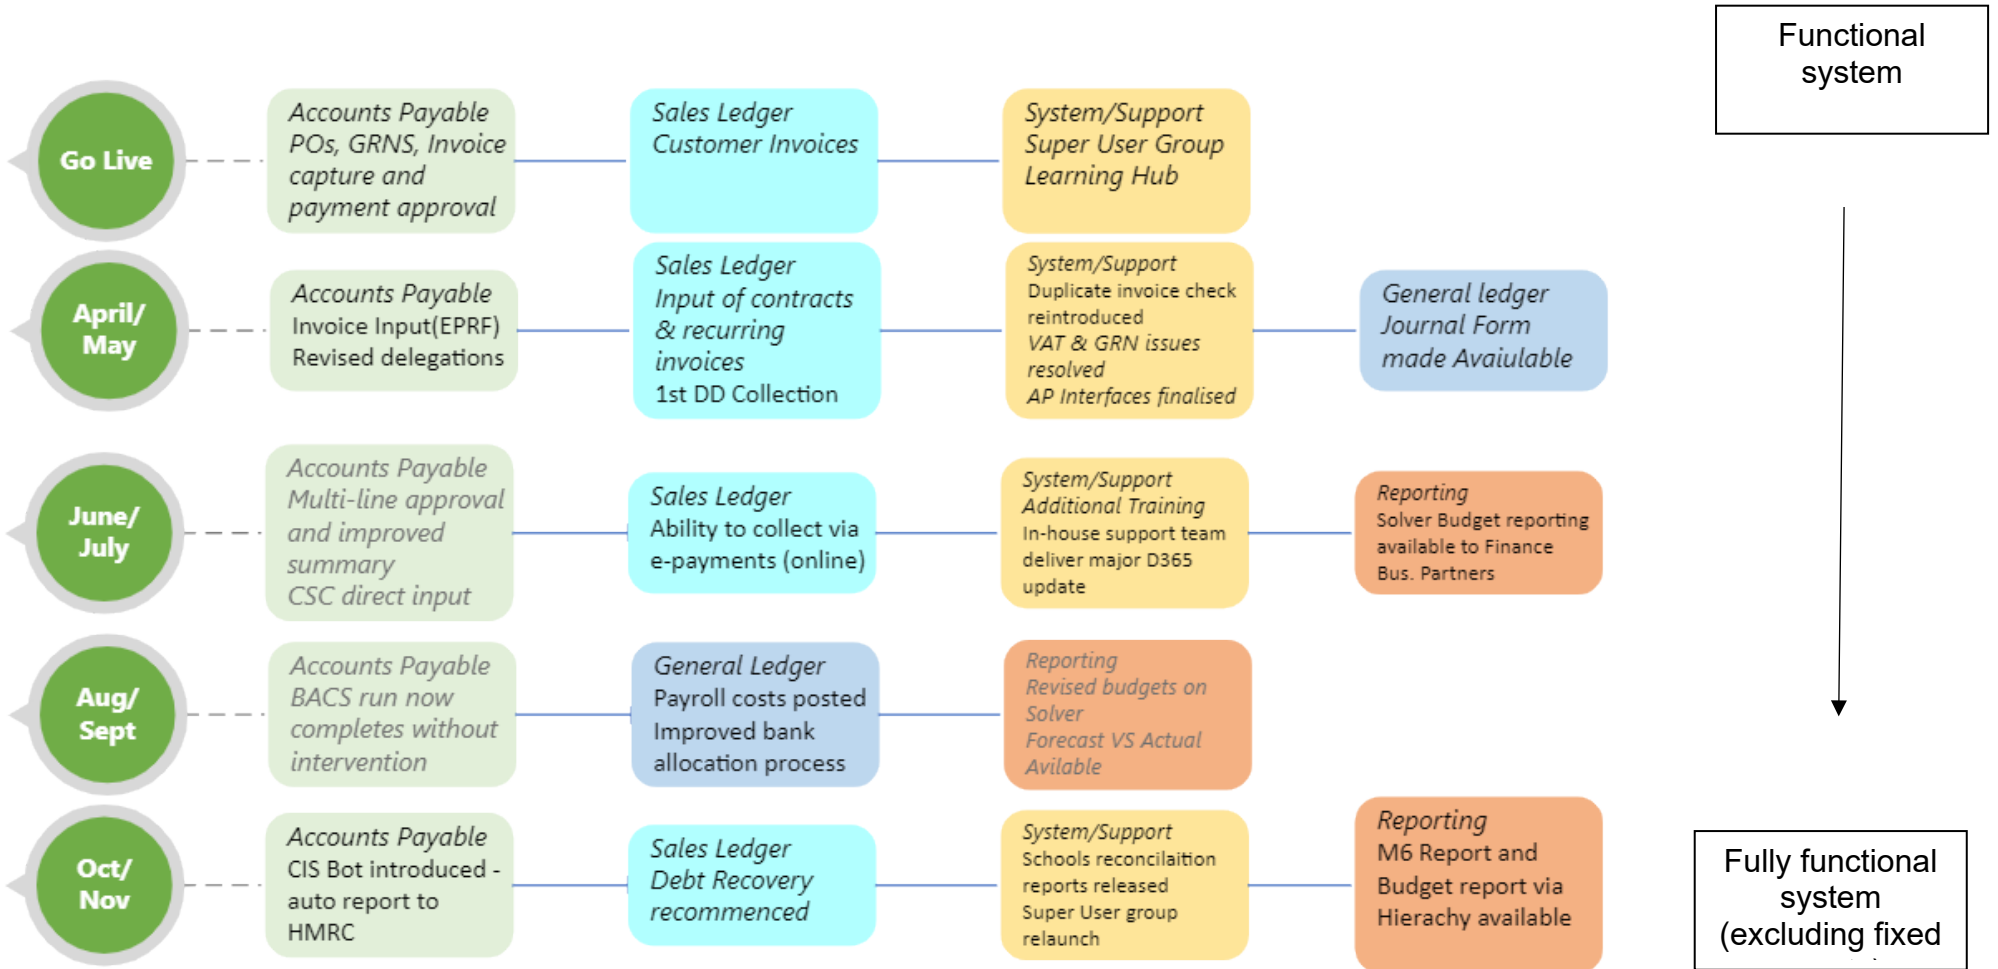 Functional
system
Go Live
Accounts Payable
POs, GRNS, Invoice
capture and
payment approval
Sales Ledger
Customer Invoices
System/Support
Super User Group
Learning Hub
April/
May
Accounts Payable
Invoice Input(EPRF)
Revised delegations
Sales Ledger
Input of contracts
& recurring
invoices
1st DD Collection
System/Support
Duplicate invoice check
reintroduced
VAT & GRN issues
resolved
AP Interfaces finalised
General ledger
Journal Form
made Avaiulable
June/
July
Accounts Payable
Multi-line approval
and improved
summary
CSC direct input
Sales Ledger
Ability to collect via
e-payments (online)
System/Support
Additional Training
In-house support team
deliver major D365
update
Reporting
Solver Budget reporting
available to Finance
Bus. Partners
Aug/
Sept
Accounts Payable
BACS run now
completes without
intervention
General Ledger
Payroll costs posted
Improved bank
allocation process
Reporting
Revised budgets on
Solver
Forecast VS Actual
Avilable
Oct/
Nov
Accounts Payable
CIS Bot introduced -
auto report to
HMRC
Sales Ledger
Debt Recovery
recommenced
System/Support
Schools reconcilaition
reports released
Super User group
relaunch
Reporting
M6 Report and
Budget report via
Hierachy available
Fully functional
system
(excluding fixed